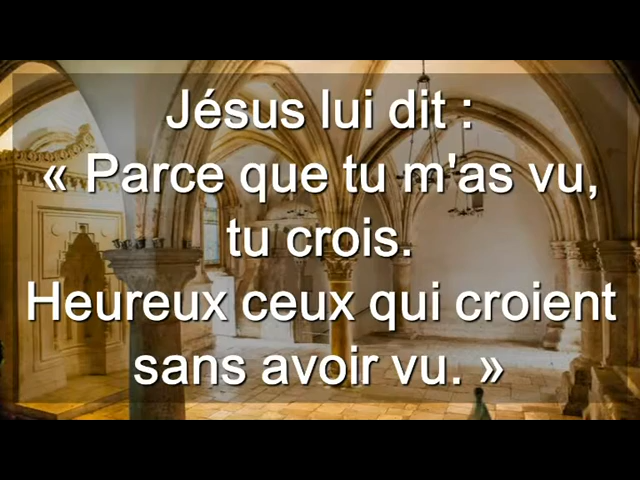 Jésus lui dit :
« Parce que tu m'as vu,
tu crois.
Heureux ceux qui croient
sans avoir vu. »